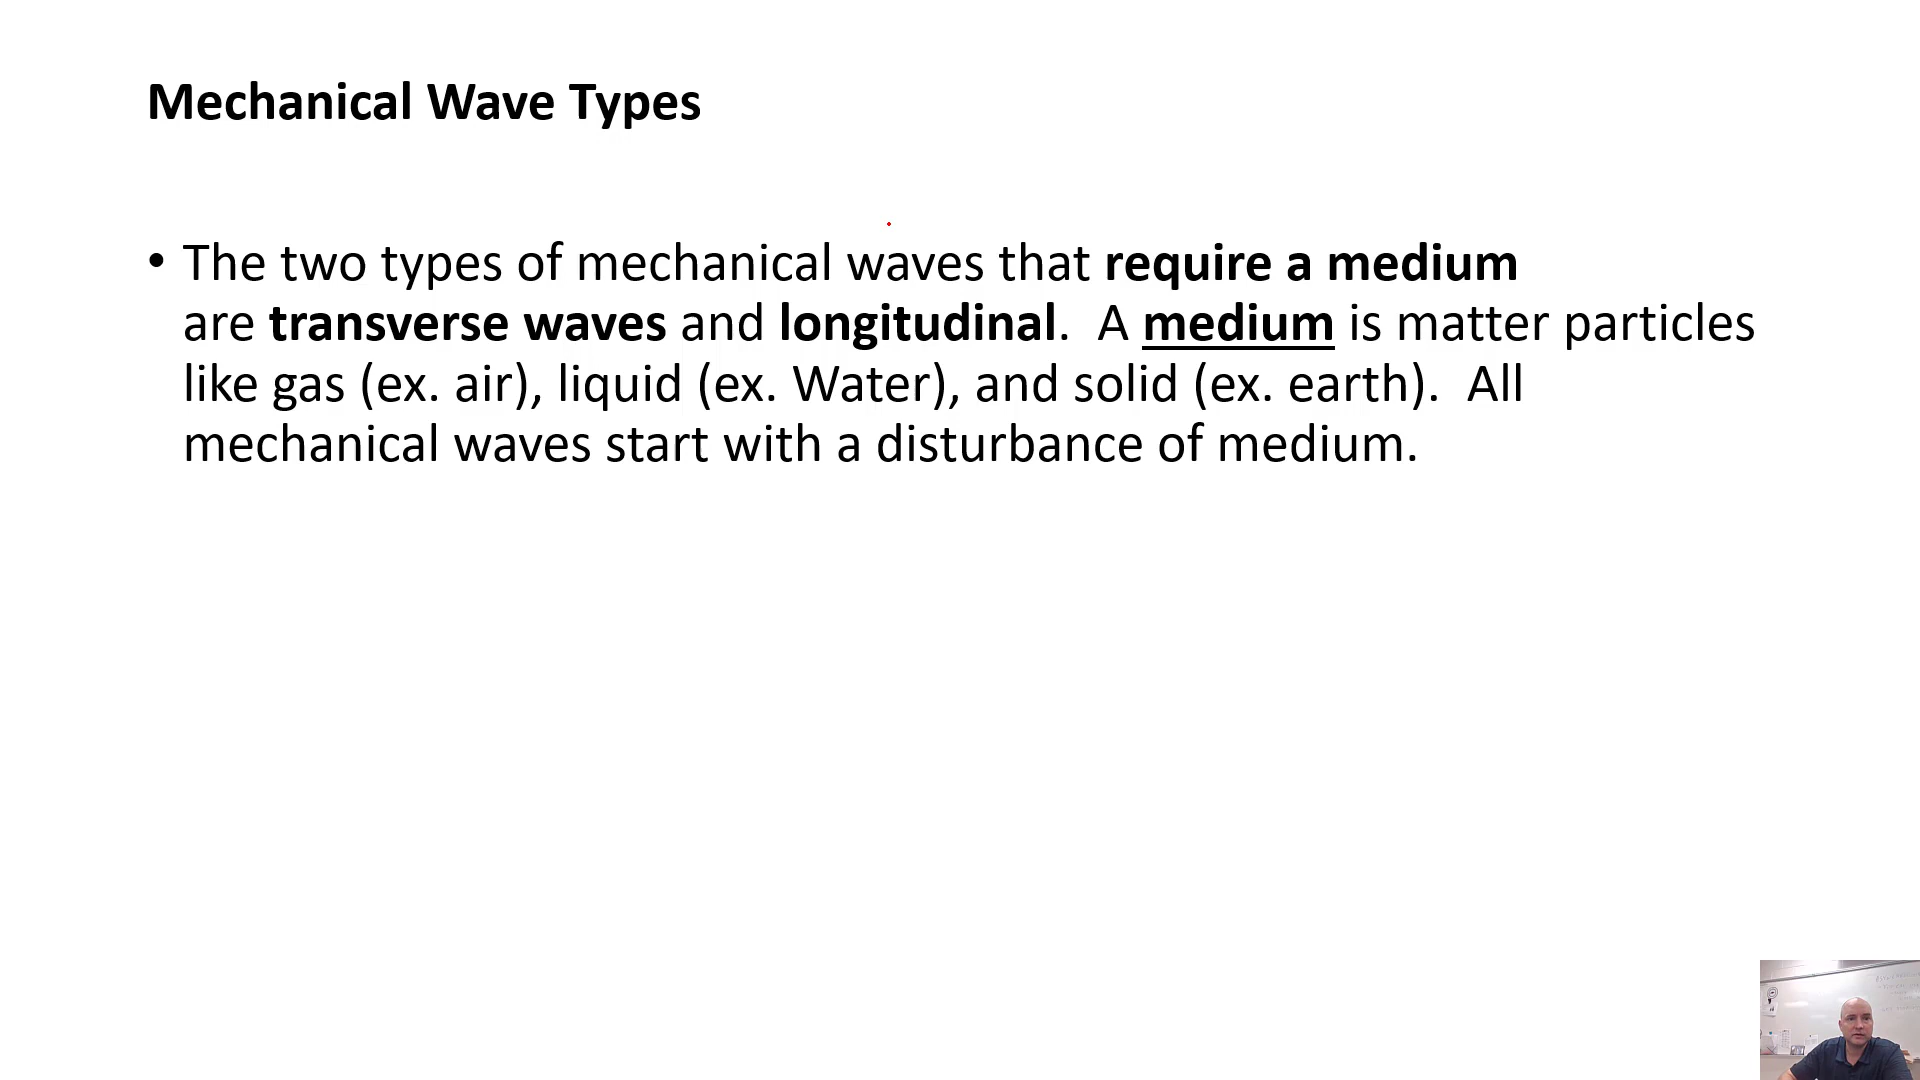 Mechanical Wave Types
• The two types of mechanical waves that require a medium
are transverse waves and longitudinal.  A medium is matter particles
like gas (ex. air), liquid (ex. Water), and solid (ex. earth).  All
mechanical waves start with a disturbance of medium.